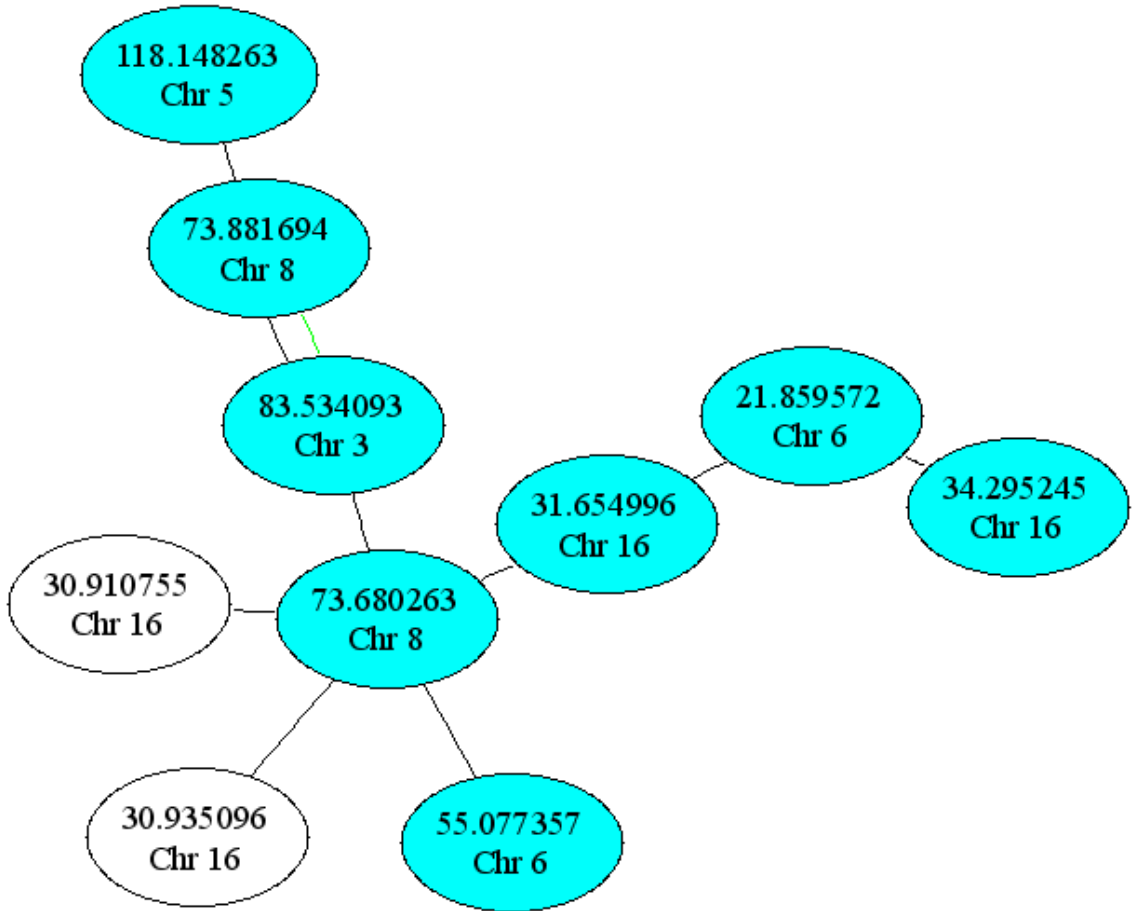 118.148263
Chr 5
73.881694
Chr 8
83.534093
Chr 3
21.859572
Chr 6
34.295245
Chr 16
31.654996
Chr 16
30.910755
Chr 16
73.680263
Chr 8
30.935096
Chr 16
55.077357
Chr 6